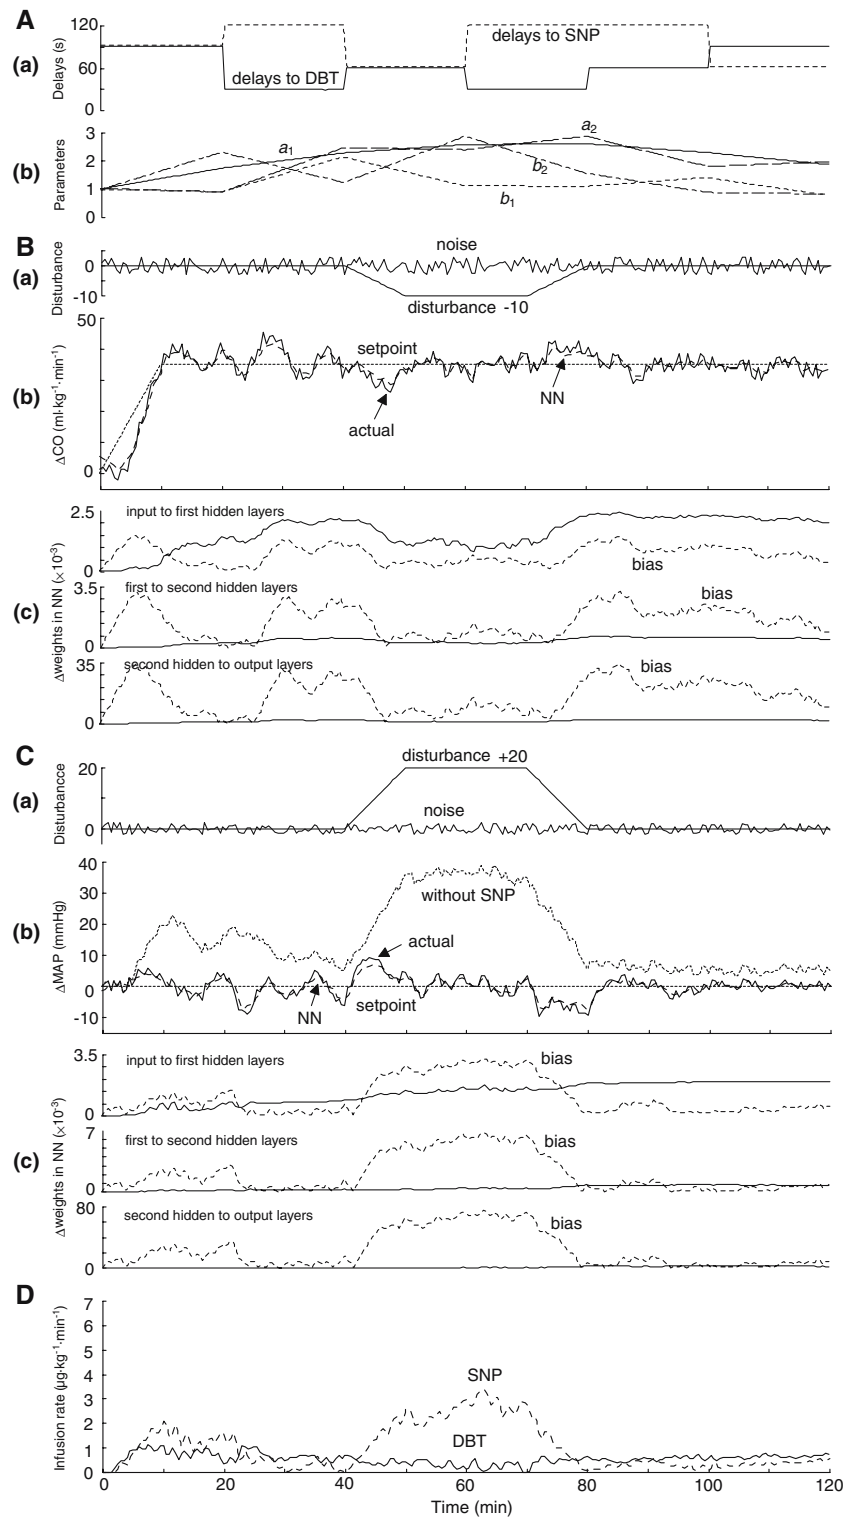 A
(a)
Delays (s)
120
60
0
delays to DBT
delays to SNP
(b)
Parameters
3
2
1
0
a1
a2
b2
b1
B
(a)
Disturbance
0
-10
noise
disturbance -10
(b)
ΔCO (ml·kg-1·min-1)
50
0
setpoint
actual
NN
(c)
Δweights in NN (×10-3)
2.5
0
input to first hidden layers
bias
3.5
0
first to second hidden layers
bias
35
0
second hidden to output layers
bias
C
(a)
Disturbancce
20
0
disturbance +20
noise
(b)
ΔMAP (mmHg)
40
30
20
10
0
-10
without SNP
actual
NN
setpoint
(c)
Δweights in NN (×10-3)
3.5
0
input to first hidden layers
bias
7
0
first to second hidden layers
bias
80
0
second hidden to output layers
bias
D
Infusion rate (μg·kg-1·min-1)
7
6
5
4
3
2
1
0
SNP
DBT
0 20 40 60 80 100 120
Time (min)